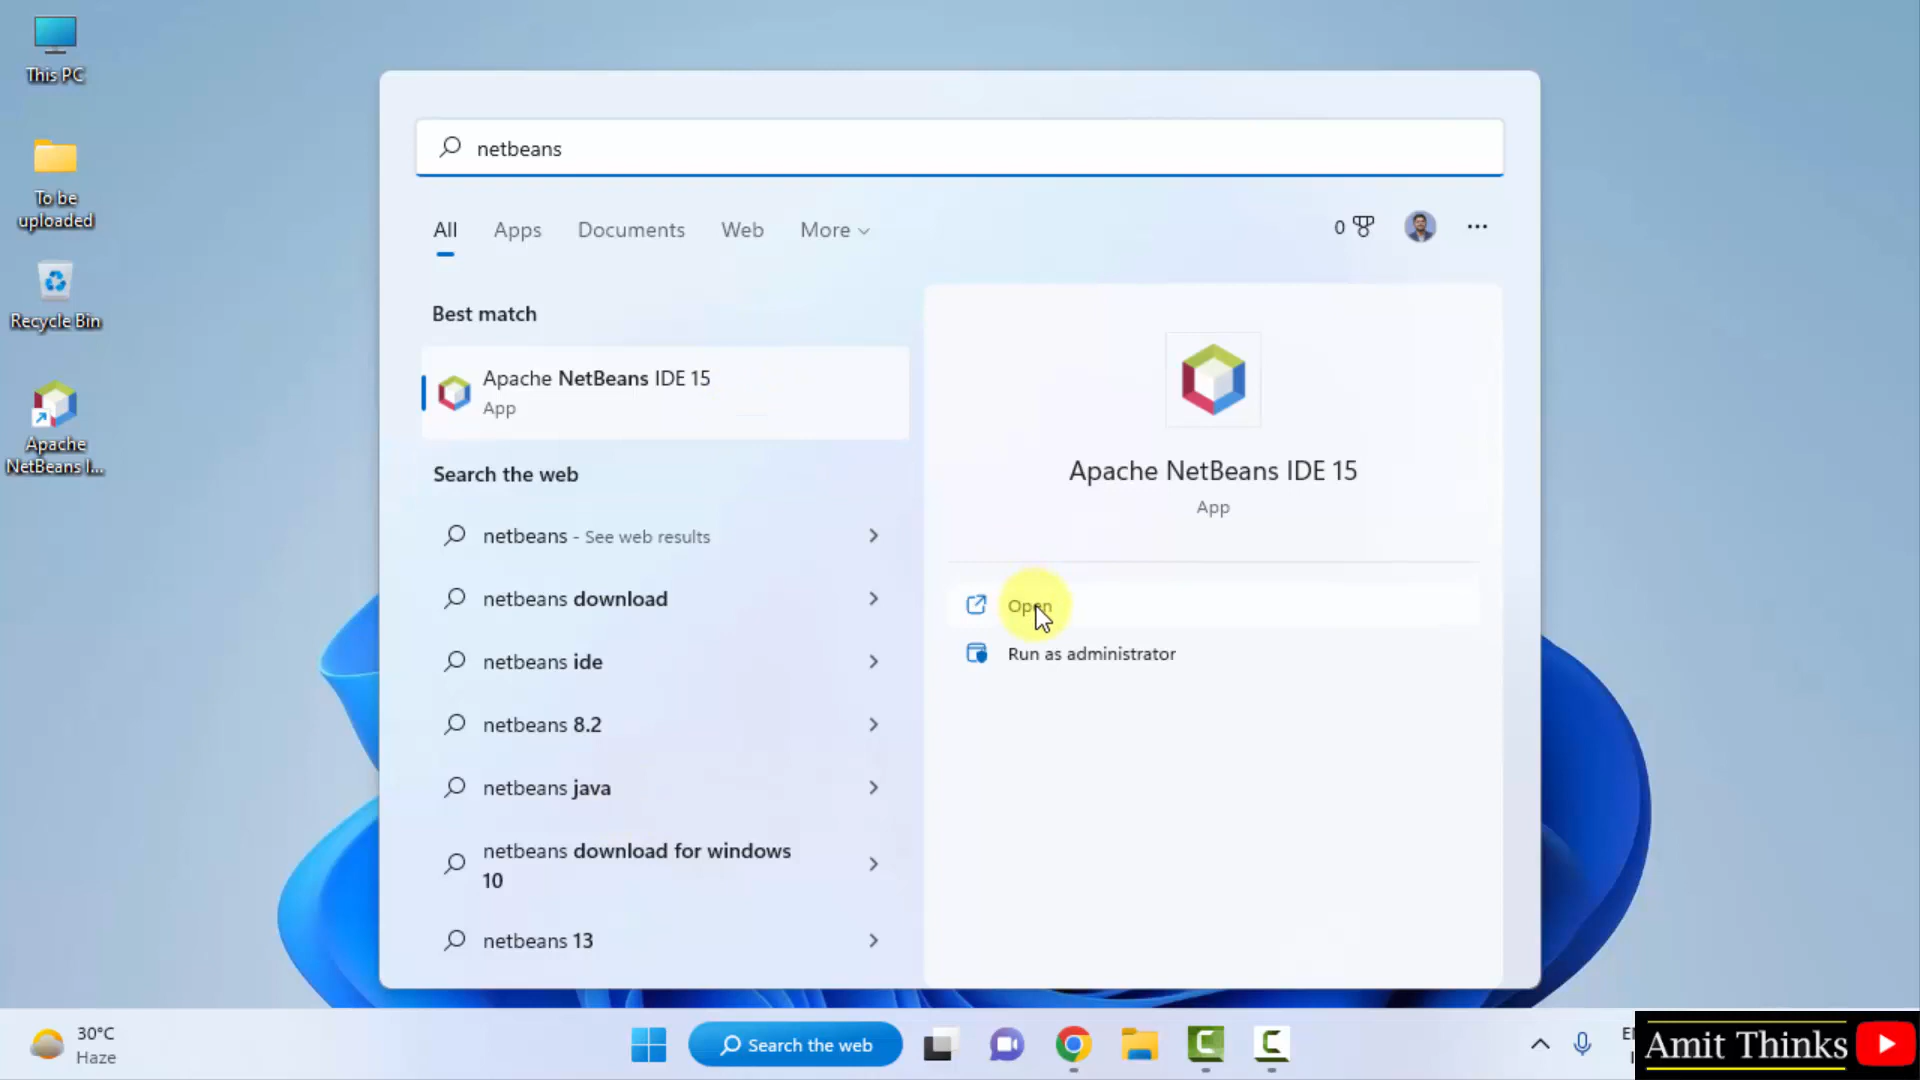 This PC
To be
uploaded
Recycle Bin
Apache
NetBeans I...
netbeans
All
Apps
Documents
Web
More
0
Best match
Apache NetBeans IDE 15
App
Search the web
netbeans - See web results
netbeans download
netbeans ide
netbeans 8.2
netbeans java
netbeans download for windows
10
netbeans 13
Apache NetBeans IDE 15
App
Open
Run as administrator
30°C
Haze
Search the web
Amit Thinks